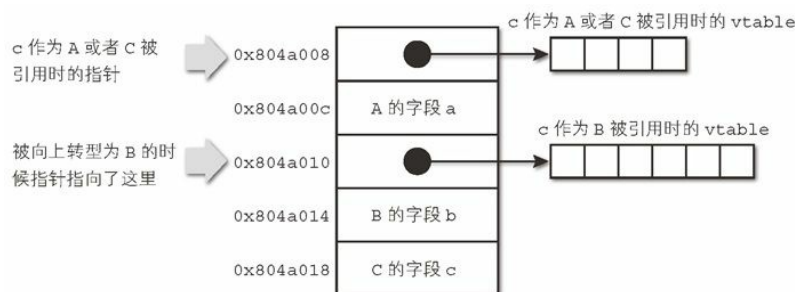 c 作为 A 或者 C 被引用时的 vtable
c 作为 A 或者 C 被
引用时的指针
0x804a008
0x804a00c
A 的字段 a
c 作为 B 被引用时的 vtable
被向上转型为 B 的时
候指针指向了这里
0x804a010
0x804a014
B 的字段 b
0x804a018
C 的字段 c